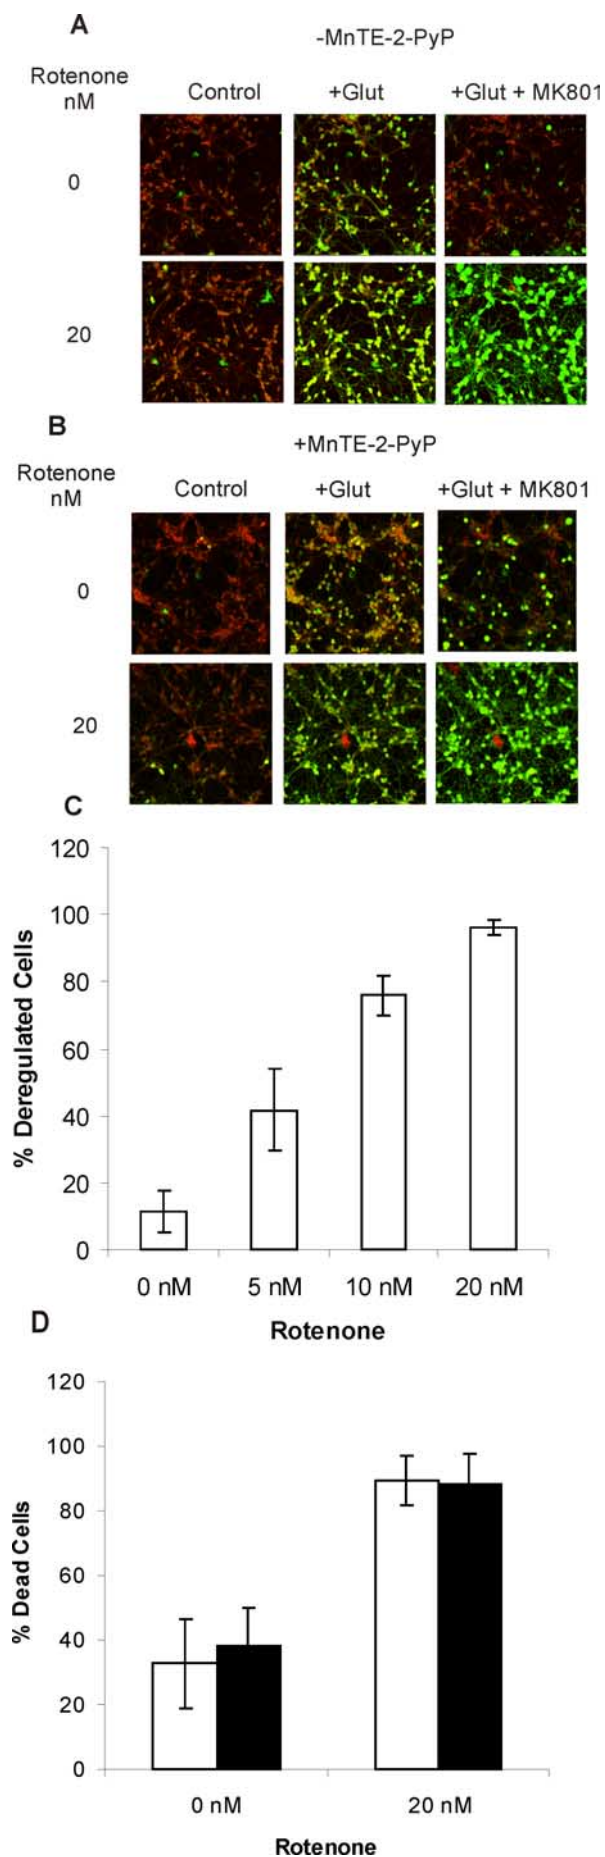 A
-MnTE-2-PyP
Rotenone
nM
Control
+Glut
+Glut + MK801
0
20
B
+MnTE-2-PyP
Rotenone
nM
Control
+Glut
+Glut + MK801
0
20
C
120
100
80
60
40
20
0
% Deregulated Cells
0 nM
5 nM
10 nM
20 nM
Rotenone
D
120
100
80
60
40
20
0
% Dead Cells
0 nM
20 nM
Rotenone